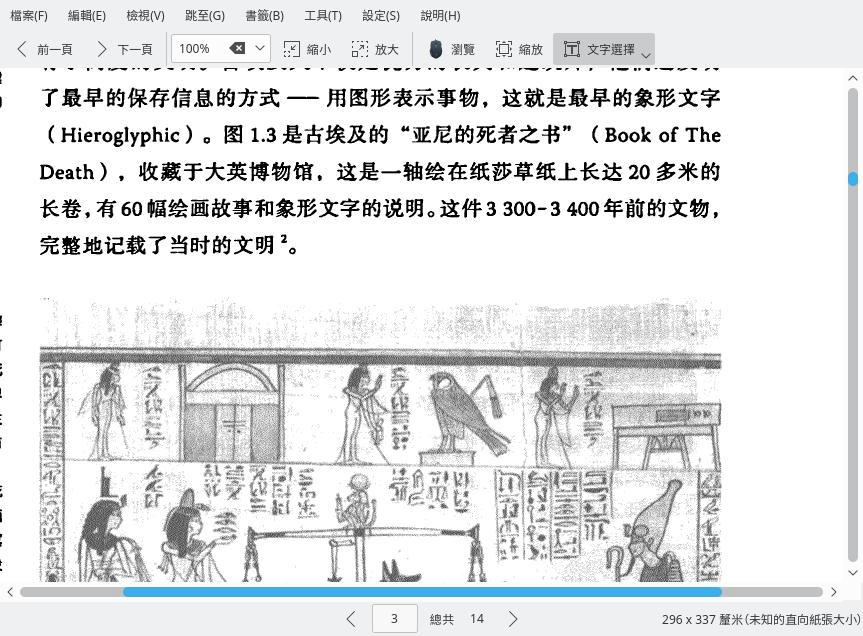 檔案(F) 編輯(E) 檢視(V) 跳至(G) 書籤(B) 工具(T) 設定(S) 說明(H)
前一頁 下一頁 100% 縮小 放大 瀏覽 縮放 文字選擇
了最早的保存信息的方式 —— 用图形表示事物，这就是最早的象形文字
（Hieroglyphic）。图 1.3 是古埃及的“亚尼的死者之书”（Book of The
Death），收藏于大英博物馆，这是一轴绘在纸莎草纸上长达 20 多米的
长卷，有 60 幅绘画故事和象形文字的说明。这件 3 300-3 400 年前的文物，
完整地记载了当时的文明 2。
3 總共 14 296 x 337 釐米(未知的直向紙張大小)